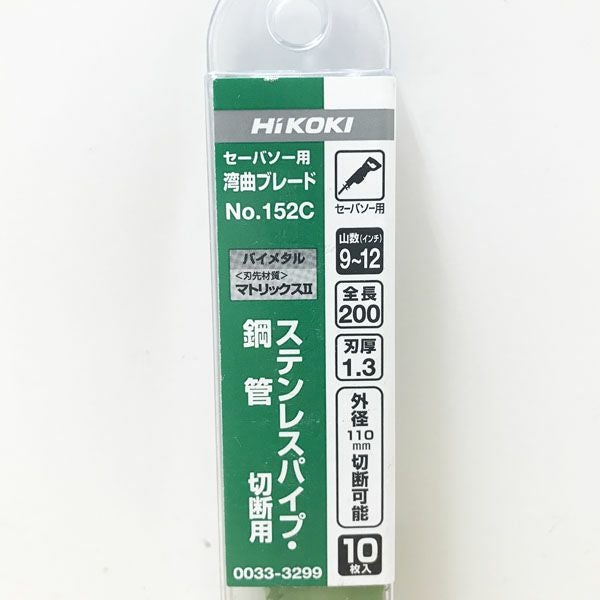 HiKOKI
セーバソー用
湾曲ブレード
No.152C
バイメタル
<刃先材質>
マトリックスII
ステンレスパイプ・
鋼管
切断用
0033-3299
セーバソー用
山数(インチ)
9~12
全長
200
刃厚
1.3
外径
110mm
切断可能
10
枚入